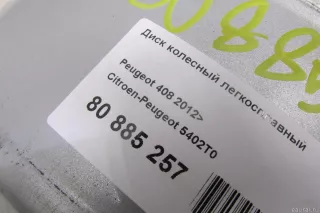 Диск колесный легкосплавный
Peugeot 408 2012>
Citroen-Peugeot 5402T0
80 885 257